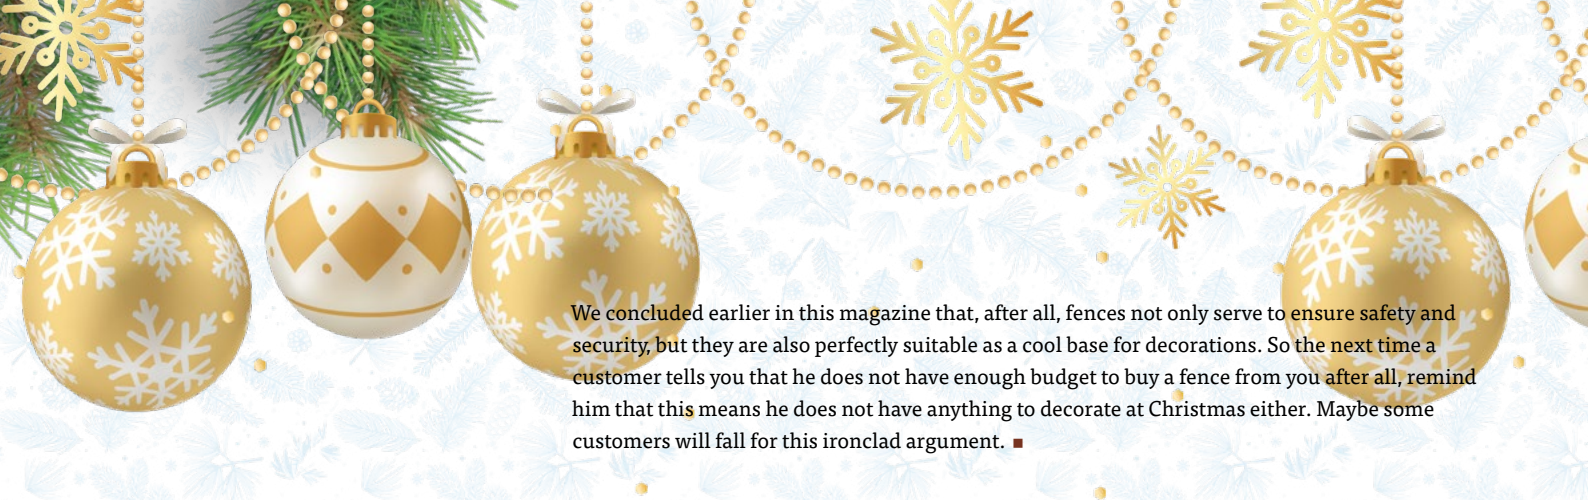 We concluded earlier in this magazine that, after all, fences not only serve to ensure safety and
security, but they are also perfectly suitable as a cool base for decorations. So the next time a
customer tells you that he does not have enough budget to buy a fence from you after all, remind
him that this means he does not have anything to decorate at Christmas either. Maybe some
customers will fall for this ironclad argument. ■